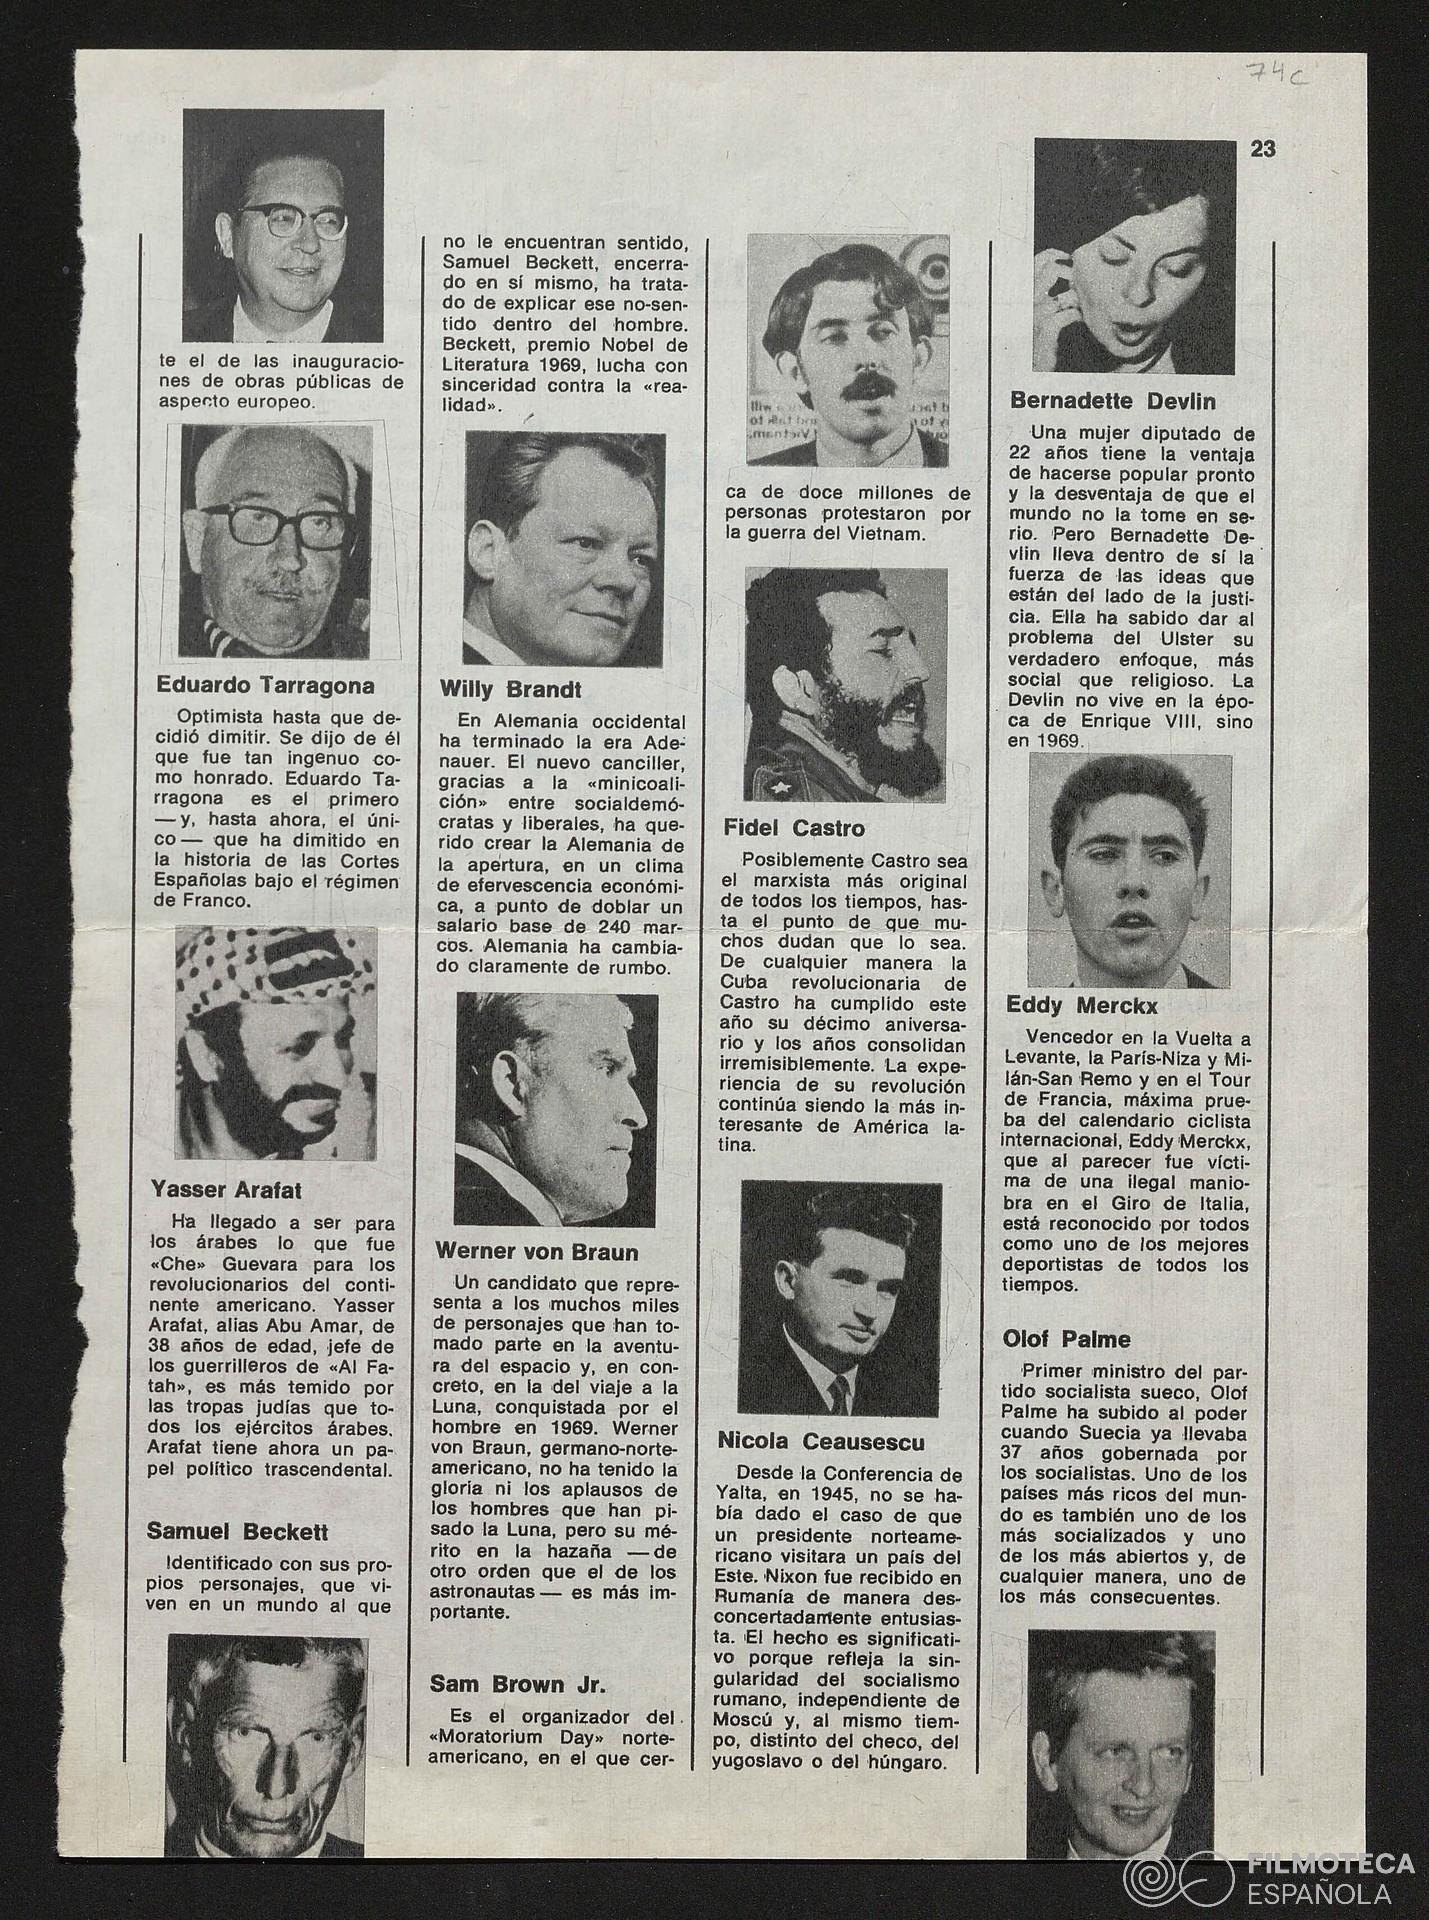 74c
23
te el de las inauguracio-
nes de obras públicas de
aspecto europeo.
Eduardo Tarragona
Optimista hasta que de-
cidió dimitir. Se dijo de él
que fue tan ingenuo co-
mo honrado. Eduardo Ta-
rragona es el primero
—y, hasta ahora, el úni-
co— que ha dimitido en
la historia de las Cortes
Españolas bajo el régimen
de Franco.
Yasser Arafat
Ha llegado a ser para
los árabes lo que fue
«Che» Guevara para los
revolucionarios del conti-
nente americano. Yasser
Arafat, alias Abu Amar, de
38 años de edad, jefe de
los guerrilleros de «Al Fa-
tah», es más temido por
las tropas judías que to-
dos los ejércitos árabes.
Arafat tiene ahora un pa-
pel político trascendental.
Samuel Beckett
Identificado con sus pro-
pios personajes, que vi-
ven en un mundo al que
no le encuentran sentido,
Samuel Beckett, encerra-
do en sí mismo, ha trata-
do de explicar ese no-sen-
tido dentro del hombre.
Beckett, premio Nobel de
Literatura 1969, lucha con
sinceridad contra la «rea-
lidad».
Willy Brandt
En Alemania occidental
ha terminado la era Ade-
nauer. El nuevo canciller,
gracias a la «minicoali-
ción» entre socialdemó-
cratas y liberales, ha que-
rido crear la Alemania de
la apertura, en un clima
de efervescencia económi-
ca, a punto de doblar un
salario base de 240 mar-
cos. Alemania ha cambia-
do claramente de rumbo.
Werner von Braun
Un candidato que repre-
senta a los muchos miles
de personajes que han to-
mado parte en la aventu-
ra del espacio y, en con-
creto, en la del viaje a la
Luna, conquistada por el
hombre en 1969. Werner
von Braun, germano-norte-
americano, no ha tenido la
gloria ni los aplausos de
los hombres que han pi-
sado la Luna, pero su mé-
rito en la hazaña —de
otro orden que el de los
astronautas— es más im-
portante.
Sam Brown Jr.
Es el organizador del
«Moratorium Day» norte-
americano, en el que cer-
ca de doce millones de
personas protestaron por
la guerra del Vietnam.
Fidel Castro
Posiblemente Castro sea
el marxista más original
de todos los tiempos, has-
ta el punto de que mu-
chos dudan que lo sea.
De cualquier manera la
Cuba revolucionaria de
Castro ha cumplido este
año su décimo aniversa-
rio y los años consolidan
irremisiblemente. La expe-
riencia de su revolución
continúa siendo la más in-
teresante de América la-
tina.
Nicola Ceausescu
Desde la Conferencia de
Yalta, en 1945, no se ha-
bía dado el caso de que
un presidente norteame-
ricano visitara un país del
Este. Nixon fue recibido en
Rumanía de manera des-
concertadamente entusias-
ta. El hecho es significati-
vo porque refleja la sin-
gularidad del socialismo
rumano, independiente de
Moscú y, al mismo tiem-
po, distinto del checo, del
yugoslavo o del húngaro.
Bernadette Devlin
Una mujer diputado de
22 años tiene la ventaja
de hacerse popular pronto
y la desventaja de que el
mundo no la tome en se-
rio. Pero Bernadette De-
vlin lleva dentro de sí la
fuerza de las ideas que
están del lado de la justi-
cia. Ella ha sabido dar al
problema del Ulster su
verdadero enfoque, más
social que religioso. La
Devlin no vive en la épo-
ca de Enrique VIII, sino
en 1969.
Eddy Merckx
Vencedor en la Vuelta a
Levante, la París-Niza y Mi-
lán-San Remo y en el Tour
de Francia, máxima prue-
ba del calendario ciclista
internacional, Eddy Merckx,
que al parecer fue vícti-
ma de una ilegal manio-
bra en el Giro de Italia,
está reconocido por todos
como uno de los mejores
deportistas de todos los
tiempos.
Olof Palme
Primer ministro del par-
tido socialista sueco, Olof
Palme ha subido al poder
cuando Suecia ya llevaba
37 años gobernada por
los socialistas. Uno de los
países más ricos del mun-
do es también uno de los
más socializados y uno
de los más abiertos y, de
cualquier manera, uno de
los más consecuentes.
FILMOTECA
ESPAÑOLA